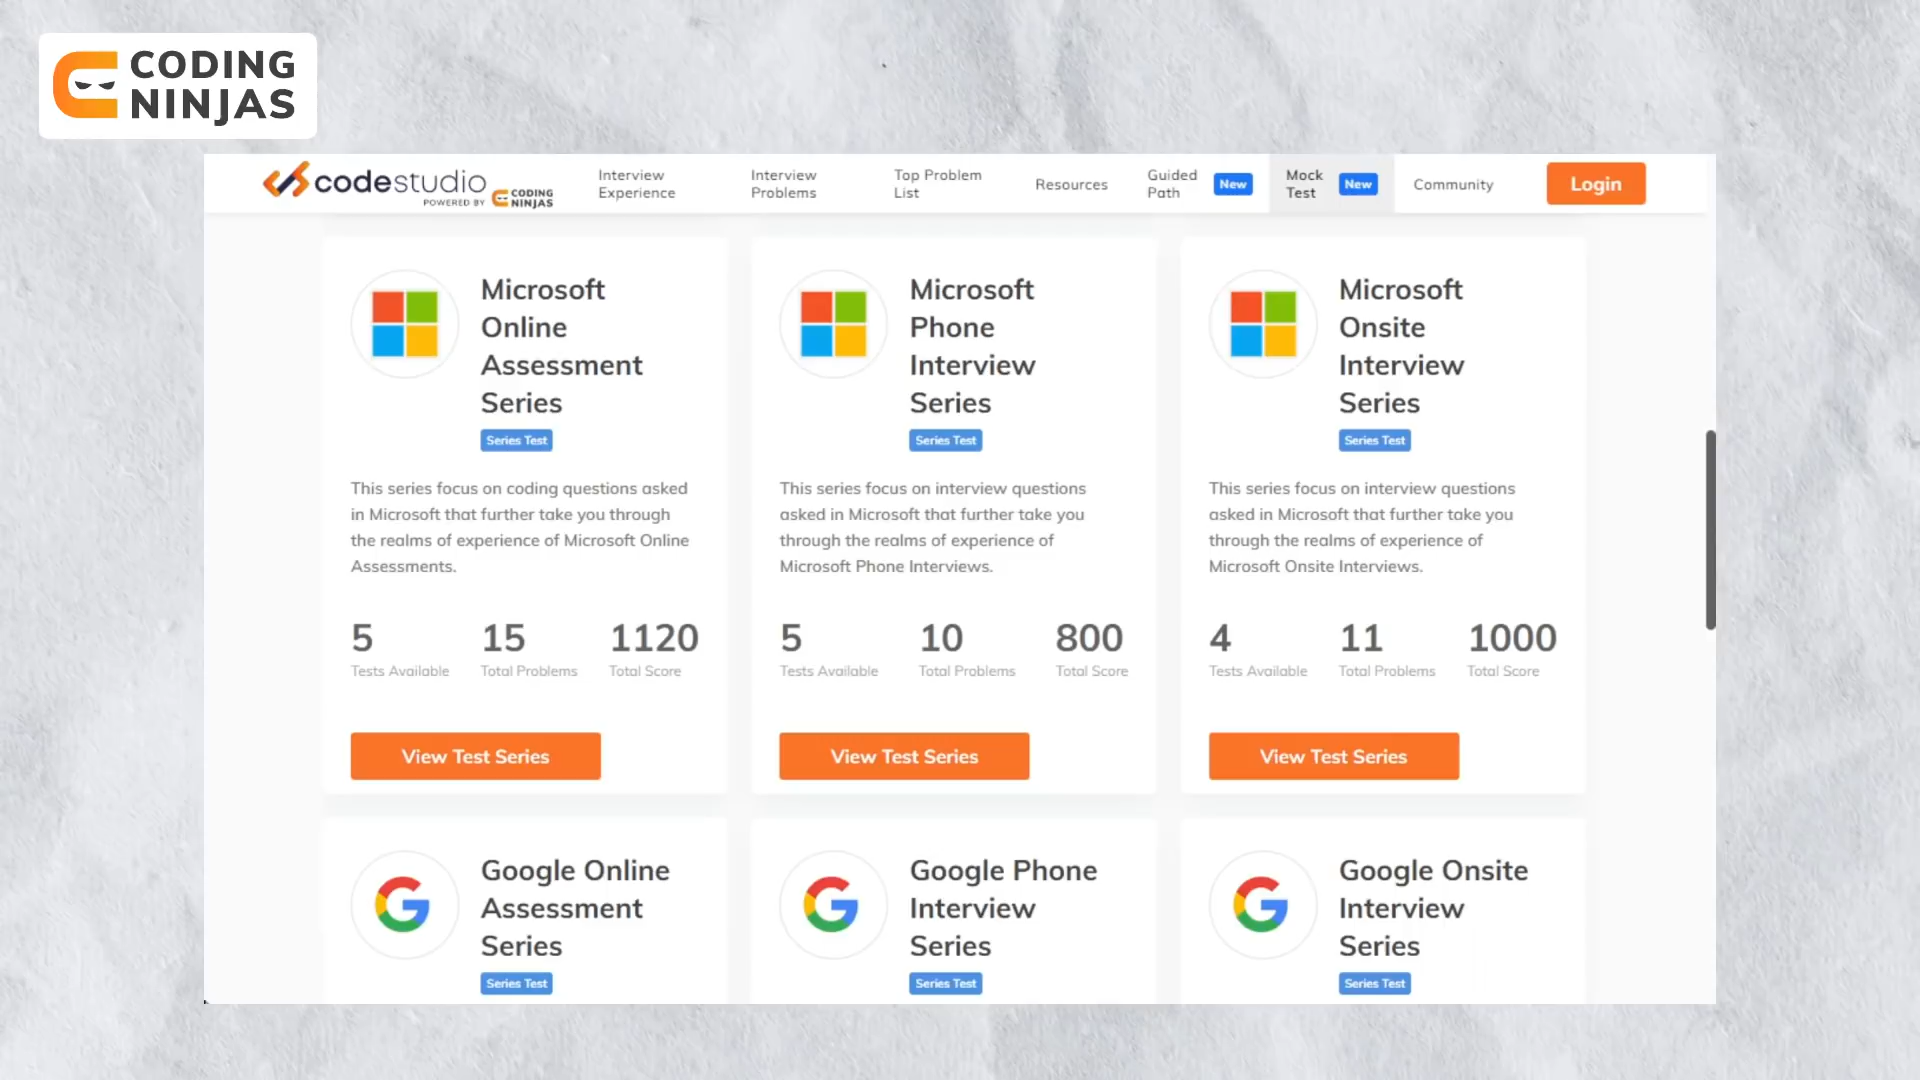 CODING
NINJAS
codestudio
POWERED BY CODING NINJAS
Interview Experience
Interview Problems
Top Problem List
Resources
Guided Path New
Mock Test New
Community
Login
Microsoft
Online
Assessment
Series
Series Test
This series focus on coding questions asked
in Microsoft that further take you through
the realms of experience of Microsoft Online
Assessments.
5 15 1120
Tests Available Total Problems Total Score
View Test Series
Microsoft
Phone
Interview
Series
Series Test
This series focus on interview questions
asked in Microsoft that further take you
through the realms of experience of
Microsoft Phone Interviews.
5 10 800
Tests Available Total Problems Total Score
View Test Series
Microsoft
Onsite
Interview
Series
Series Test
This series focus on interview questions
asked in Microsoft that further take you
through the realms of experience of
Microsoft Onsite Interviews.
4 11 1000
Tests Available Total Problems Total Score
View Test Series
Google Online
Assessment
Series
Series Test
Google Phone
Interview
Series
Series Test
Google Onsite
Interview
Series
Series Test